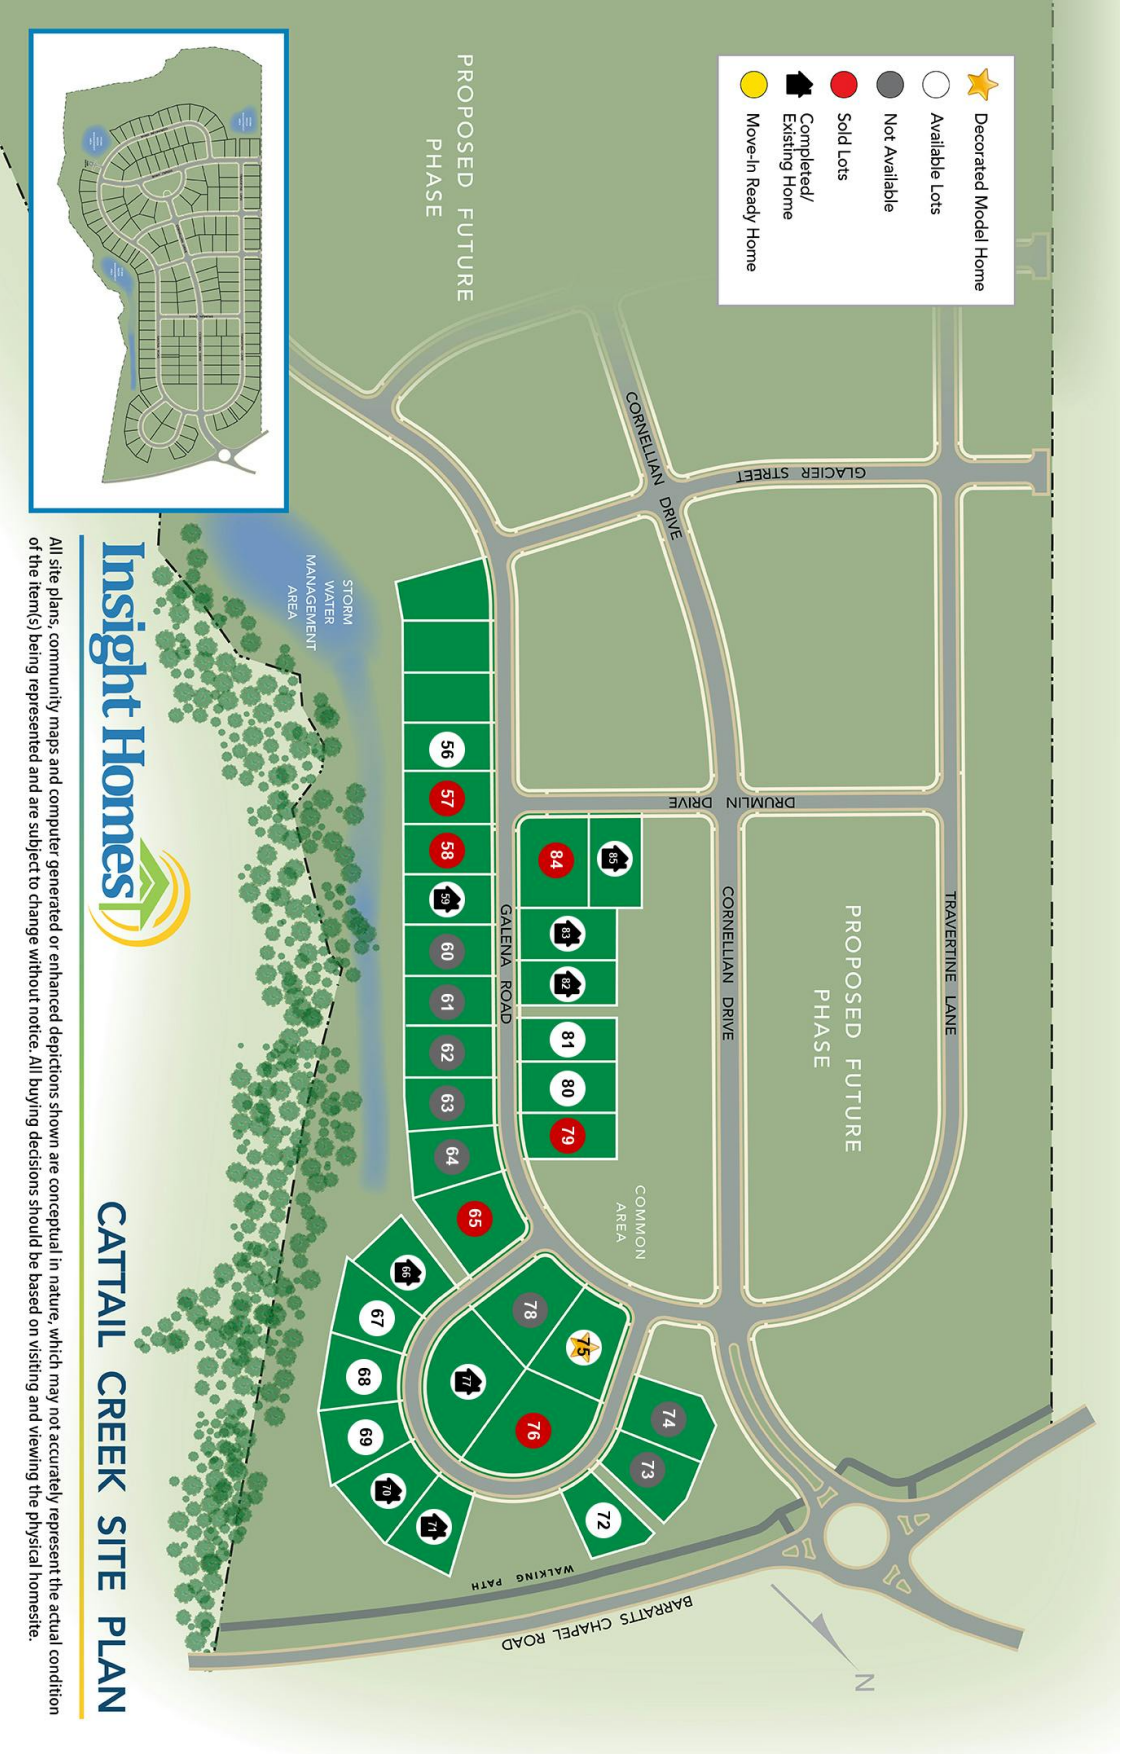 Decorated Model Home
Available Lots
Not Available
Sold Lots
Completed/
Existing Home
Move-In Ready Home
PROPOSED FUTURE
PHASE
CORNELLIAN DRIVE
GLACIER STREET
DRUMLIN DRIVE
TRAVERTINE LANE
CORNELLIAN DRIVE
GALENA ROAD
PROPOSED FUTURE
PHASE
COMMON
AREA
STORM
WATER
MANAGEMENT
AREA
56
57
58
59
60
61
62
63
64
65
66
67
68
69
70
71
72
73
74
75
76
77
78
79
80
81
82
83
84
85
WALKING PATH
BARRATTS CHAPEL ROAD
N
Insight Homes
CATTAIL CREEK SITE PLAN
All site plans, community maps and computer generated or enhanced depictions shown are conceptual in nature, which may not accurately represent the actual condition
of the item(s) being represented and are subject to change without notice. All buying decisions should be based on visiting and viewing the physical homesite.